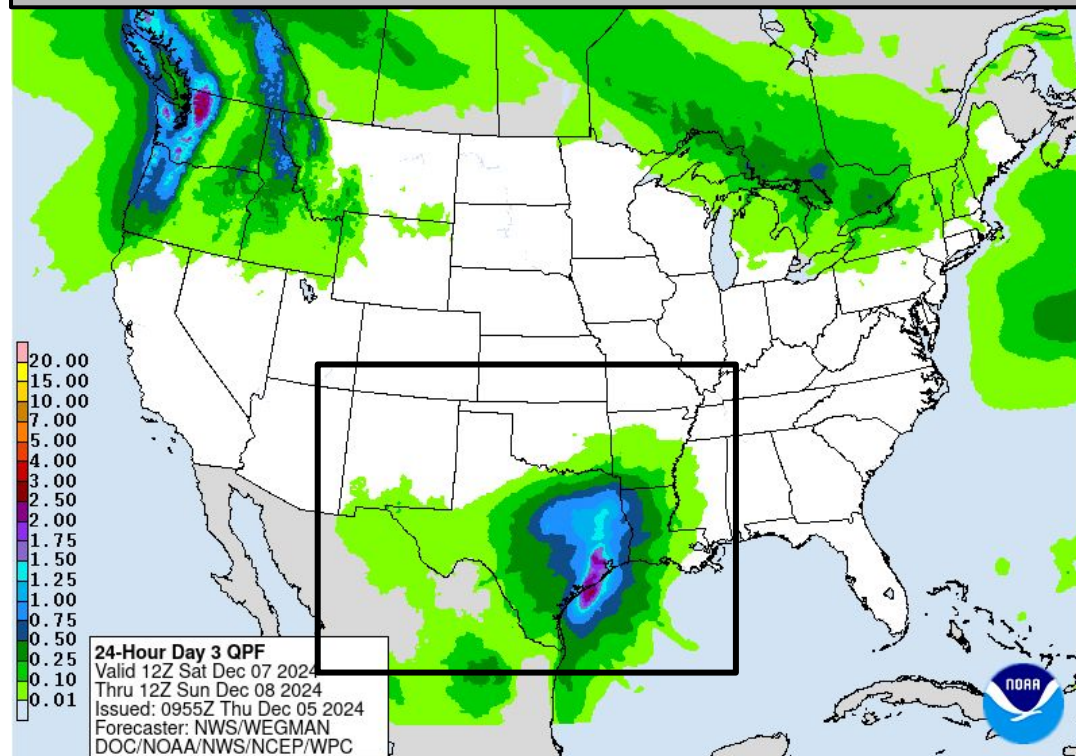 20.00
15.00
10.00
7.00
5.00
4.00
3.00
2.50
2.00
1.75
1.50
1.25
1.00
0.75
0.50
0.25
0.10
0.01
24-Hour Day 3 QPF
Valid 12Z Sat Dec 07 2024
Thru 12Z Sun Dec 08 2024
Issued: 0955Z Thu Dec 05 2024
Forecaster: NWS/WEGMAN
DOC/NOAA/NWS/NCEP/WPC
NOAA